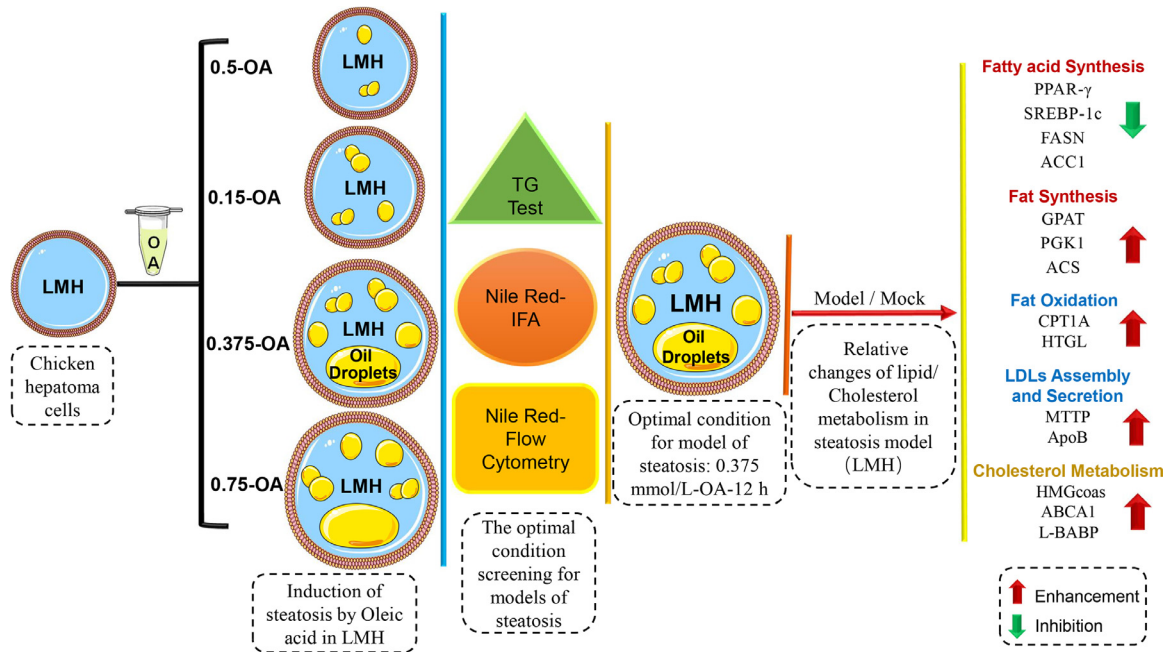 LMH
Chicken
hepatoma
cells
O
A
0.5-OA
0.15-OA
0.375-OA
0.75-OA
LMH
LMH
LMH
Oil
Droplets
LMH
Induction of
steatosis by Oleic
acid in LMH
TG
Test
Nile Red-
IFA
Nile Red-
Flow
Cytometry
The optimal
condition
screening for
models of
steatosis
LMH
Oil
Droplets
Optimal condition
for model of
steatosis: 0.375
mmol/L-OA-12 h
Model / Mock
Relative
changes of lipid/
Cholesterol
metabolism in
steatosis model
(LMH)
Fatty acid Synthesis
PPAR-γ
SREBP-1c
FASN
ACC1
Fat Synthesis
GPAT
PGK1
ACS
Fat Oxidation
CPT1A
HTGL
LDLs Assembly
and Secretion
MTTP
ApoB
Cholesterol Metabolism
HMGcoas
ABCA1
L-BABP
Enhancement
Inhibition